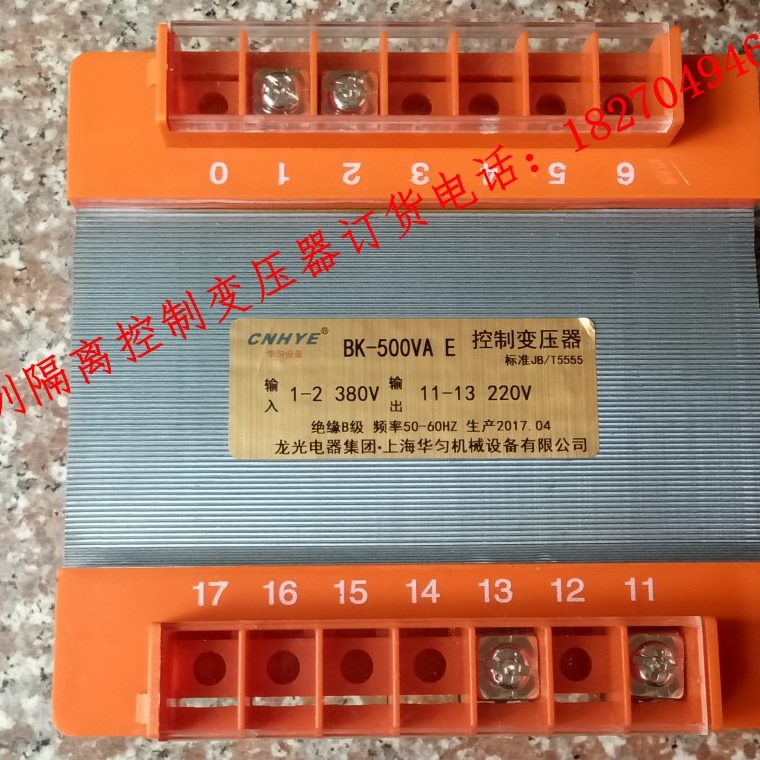 0 1 2 3 4 5 6
列隔离控制变压器订货电话：182704946
CNHYE®
华匀设备
BK-500VA E 控制变压器
标准JB/T5555
输入 1-2 380V 输出 11-13 220V
绝缘B级 频率50-60HZ 生产2017.04
龙光电器集团·上海华匀机械设备有限公司
17 16 15 14 13 12 11